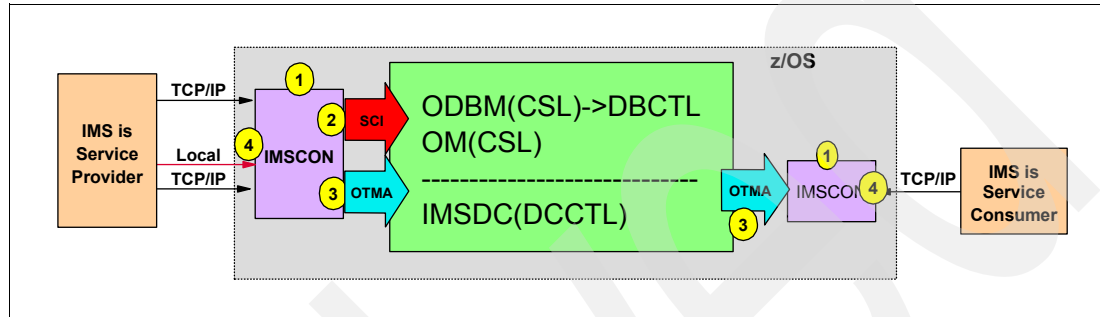 z/OS
IMS is
Service
Provider
TCP/IP
Local
TCP/IP
1
4
IMSCON
2
SCI
3
OTMA
ODBM(CSL)->DBCTL
OM(CSL)
----------------------------
IMSDC(DCCTL)
OTMA
3
1
IMSCON
4
TCP/IP
IMS is
Service
Consumer